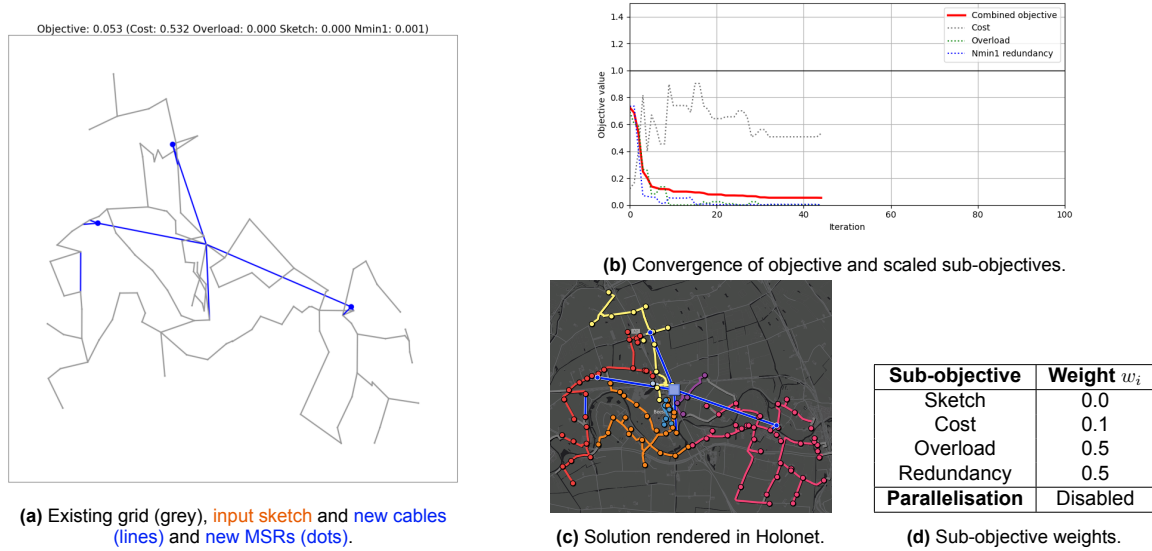 Objective: 0.053 (Cost: 0.532 Overload: 0.000 Sketch: 0.000 Nmin1: 0.001)
(a) Existing grid (grey), input sketch and new cables
(lines) and new MSRs (dots).
Combined objective
Cost
Overload
Nmin1 redundancy
Objective value
1.4
1.2
1.0
0.8
0.6
0.4
0.2
0.0
0 20 40 60 80 100
Iteration
(b) Convergence of objective and scaled sub-objectives.
(c) Solution rendered in Holonet.
Sub-objective Weight wᵢ
Sketch 0.0
Cost 0.1
Overload 0.5
Redundancy 0.5
Parallelisation Disabled
(d) Sub-objective weights.